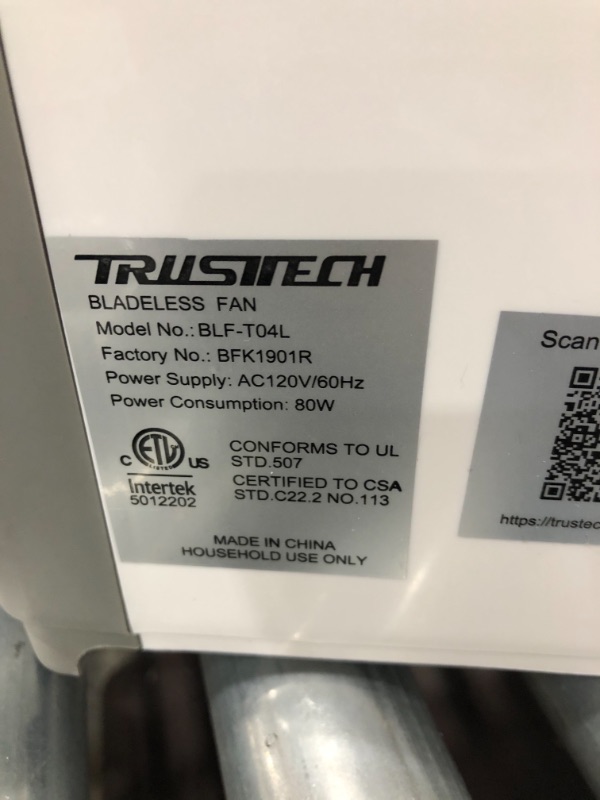 TRUSTTECH
BLADELESS FAN
Model No.: BLF-T04L
Factory No.: BFK1901R
Power Supply: AC120V/60Hz
Power Consumption: 80W
C ETL US
LISTED
Intertek
5012202
CONFORMS TO UL
STD.507
CERTIFIED TO CSA
STD.C22.2 NO.113
MADE IN CHINA
HOUSEHOLD USE ONLY
Scan
https://trustec